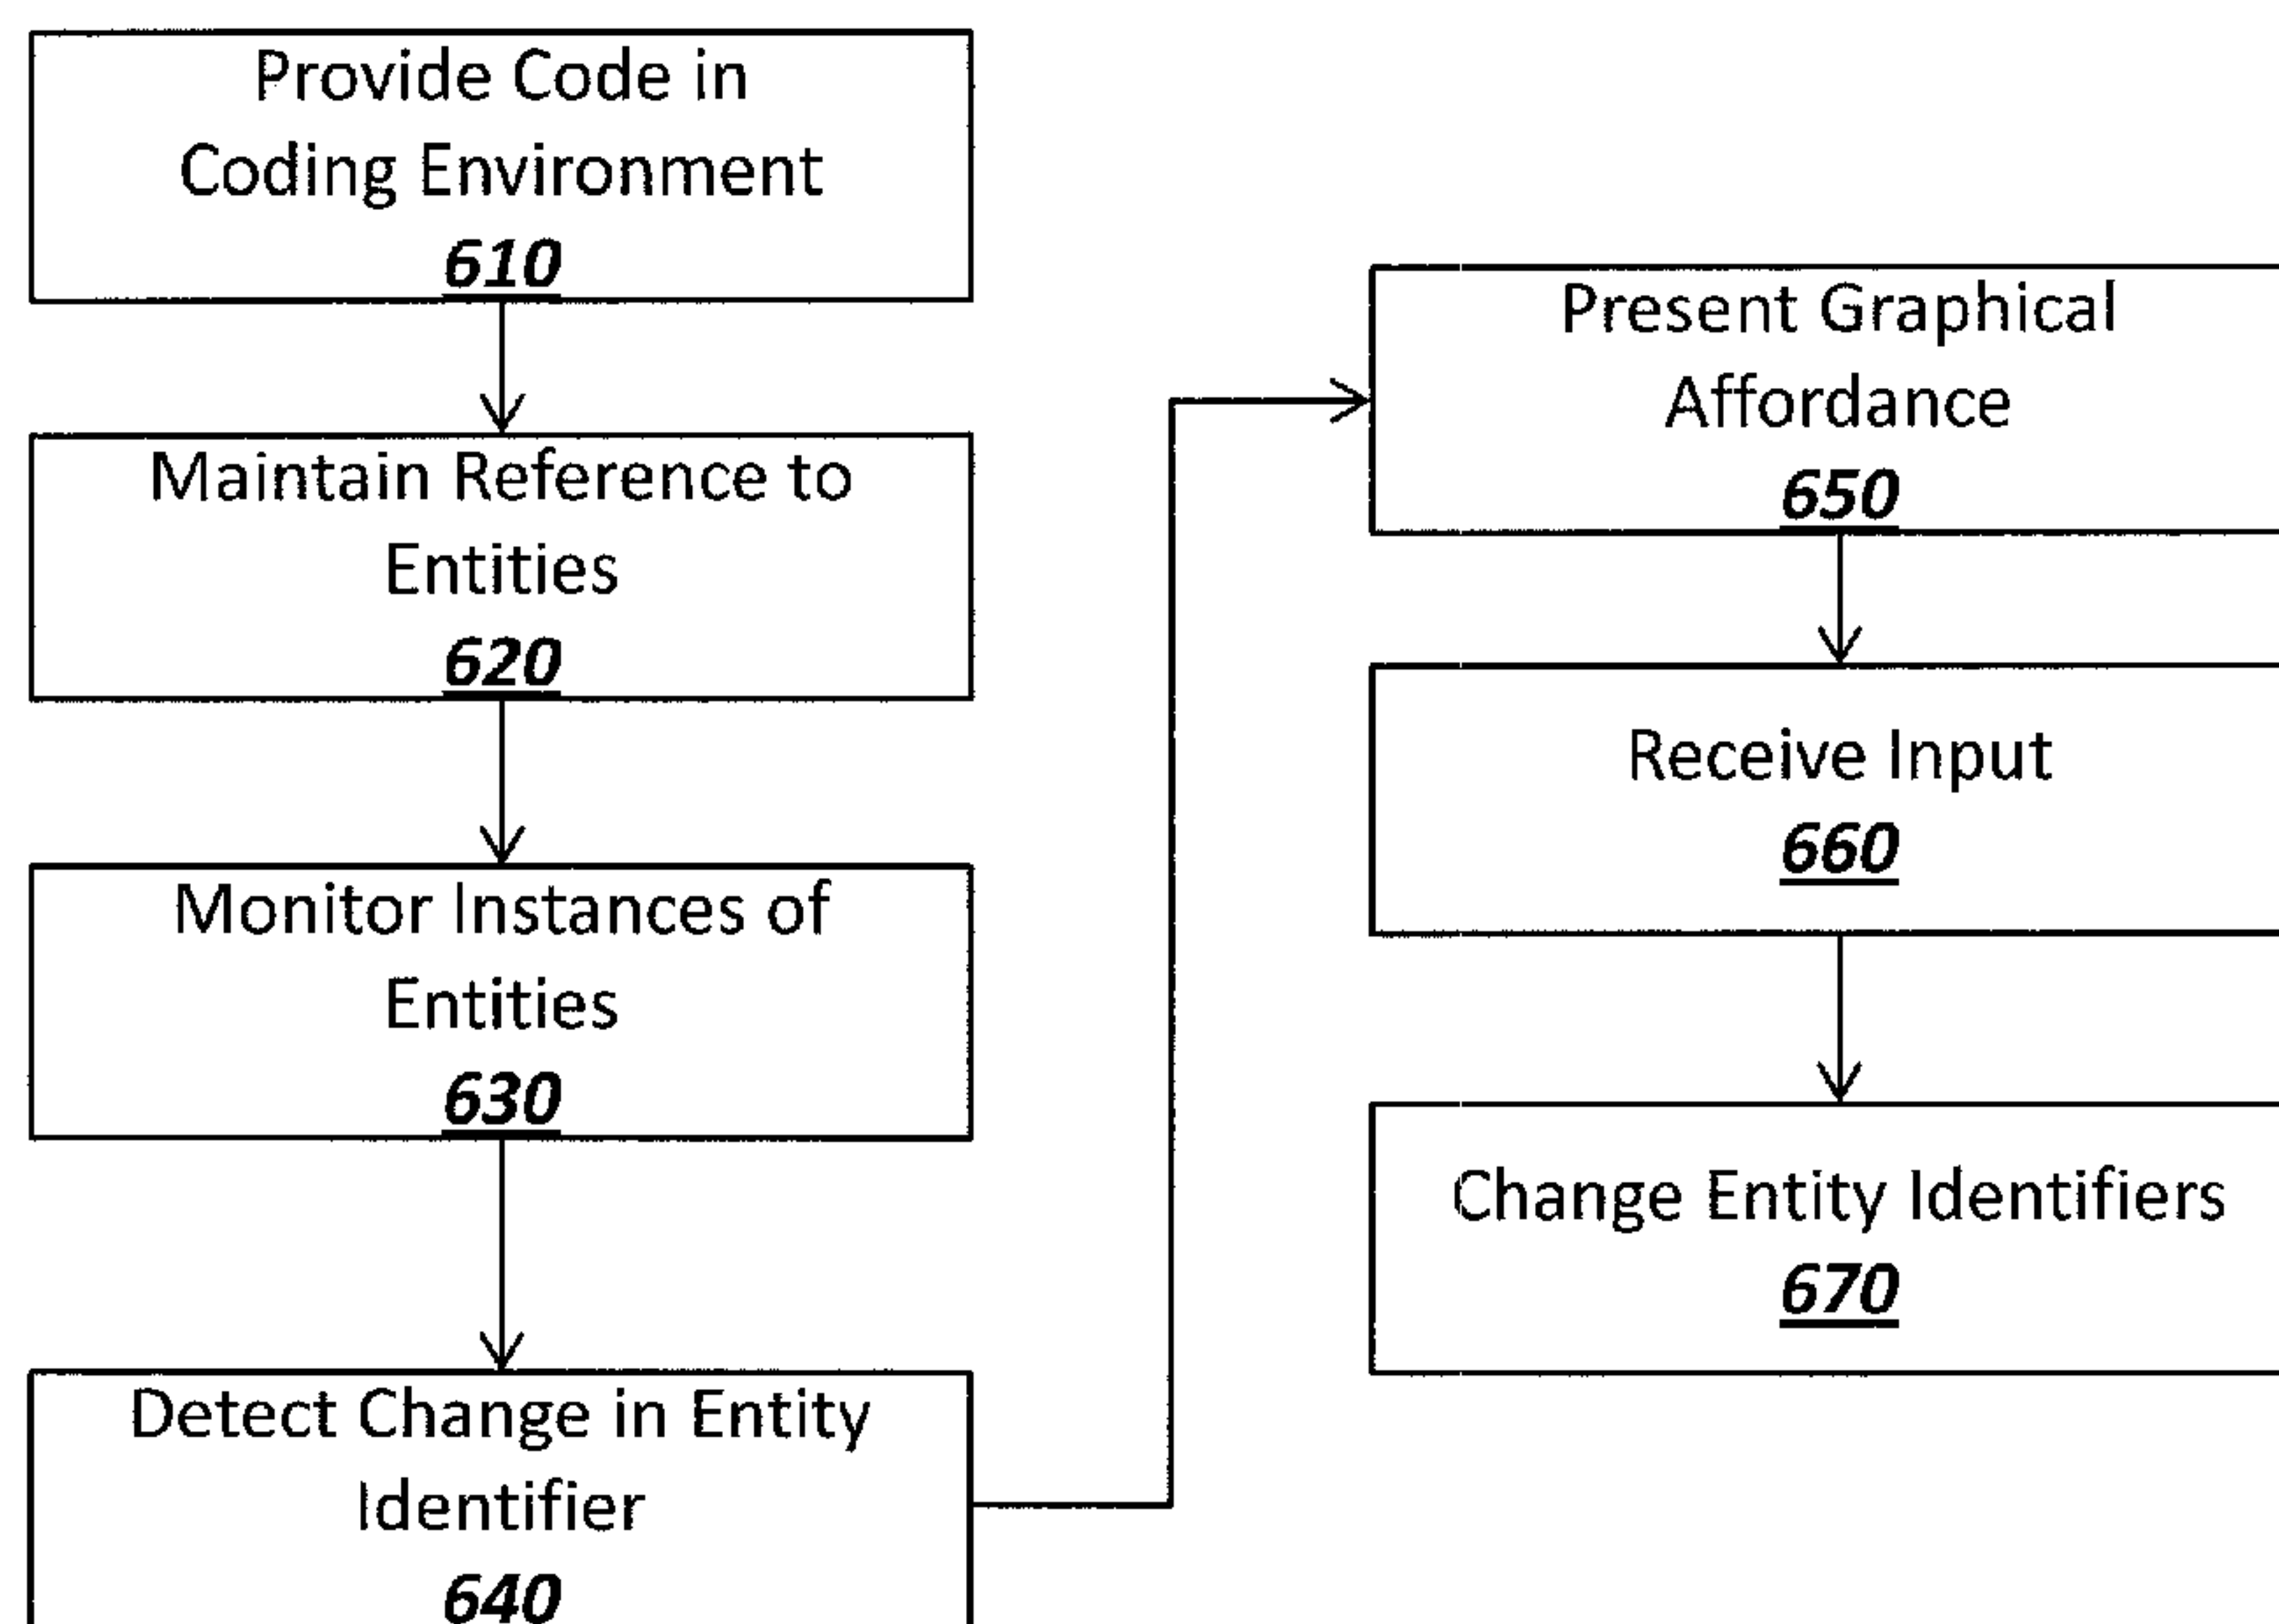 Provide Code in
Coding Environment
610
Maintain Reference to
Entities
620
Monitor Instances of
Entities
630
Detect Change in Entity
Identifier
640
Present Graphical
Affordance
650
Receive Input
660
Change Entity Identifiers
670